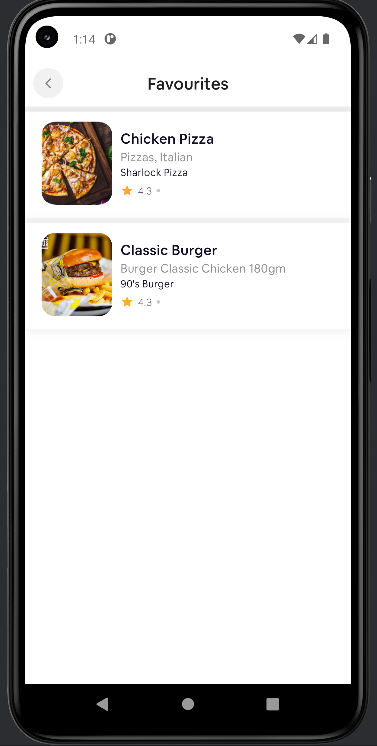 1:14
Favourites
Chicken Pizza
Pizzas, Italian
Sharlock Pizza
4.3
Classic Burger
Burger Classic Chicken 180gm
90's Burger
4.3